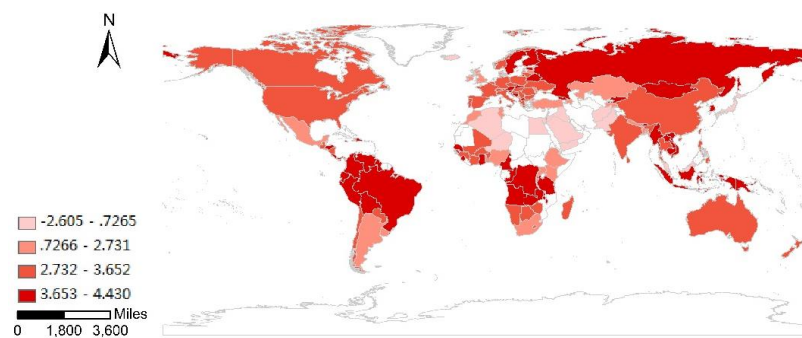 N
-2.605 - .7265
.7266 - 2.731
2.732 - 3.652
3.653 - 4.430
Miles
0 1,800 3,600